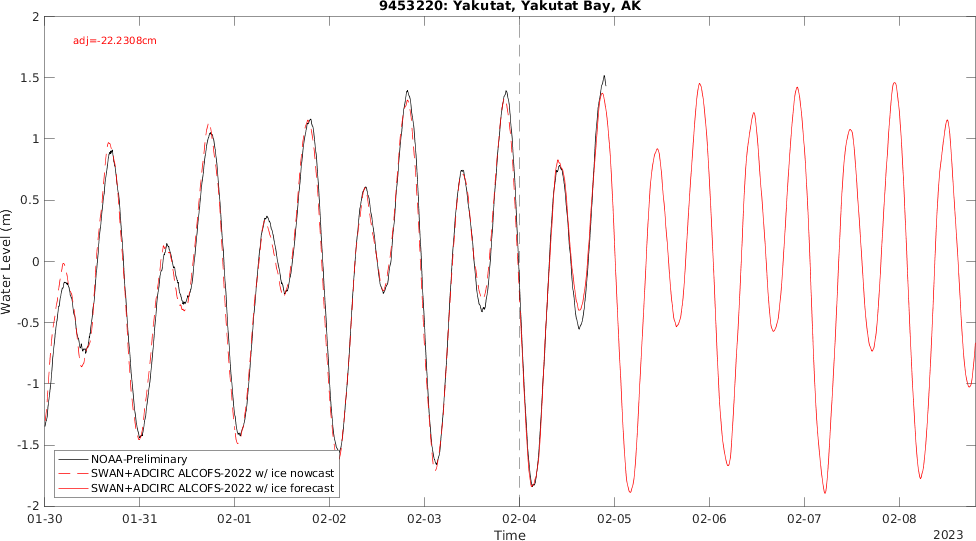 9453220: Yakutat, Yakutat Bay, AK
adj=-22.2308cm
2
1.5
1
0.5
0
-0.5
-1
-1.5
-2
Water Level (m)
NOAA-Preliminary
SWAN+ADCIRC ALCOFS-2022 w/ ice nowcast
SWAN+ADCIRC ALCOFS-2022 w/ ice forecast
01-30 01-31 02-01 02-02 02-03 02-04 02-05 02-06 02-07 02-08
Time
2023